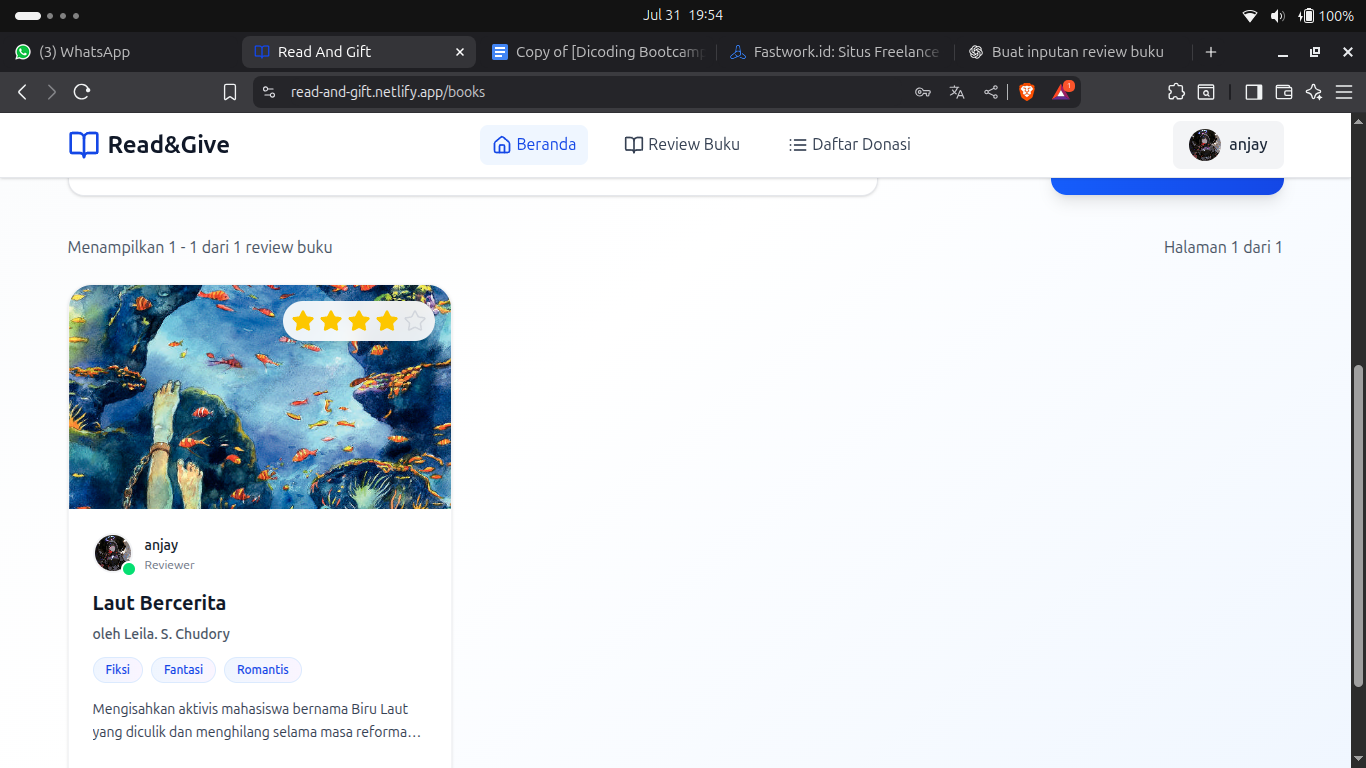 Jul 31 19:54
100%
(3) WhatsApp
Read And Gift
Copy of [Dicoding Bootcamp
Fastwork.id: Situs Freelance
Buat inputan review buku
read-and-gift.netlify.app/books
1
Read&Give
Beranda
Review Buku
Daftar Donasi
anjay
Menampilkan 1 - 1 dari 1 review buku
Halaman 1 dari 1
anjay
Reviewer
Laut Bercerita
oleh Leila. S. Chudory
Fiksi
Fantasi
Romantis
Mengisahkan aktivis mahasiswa bernama Biru Laut
yang diculik dan menghilang selama masa reforma…